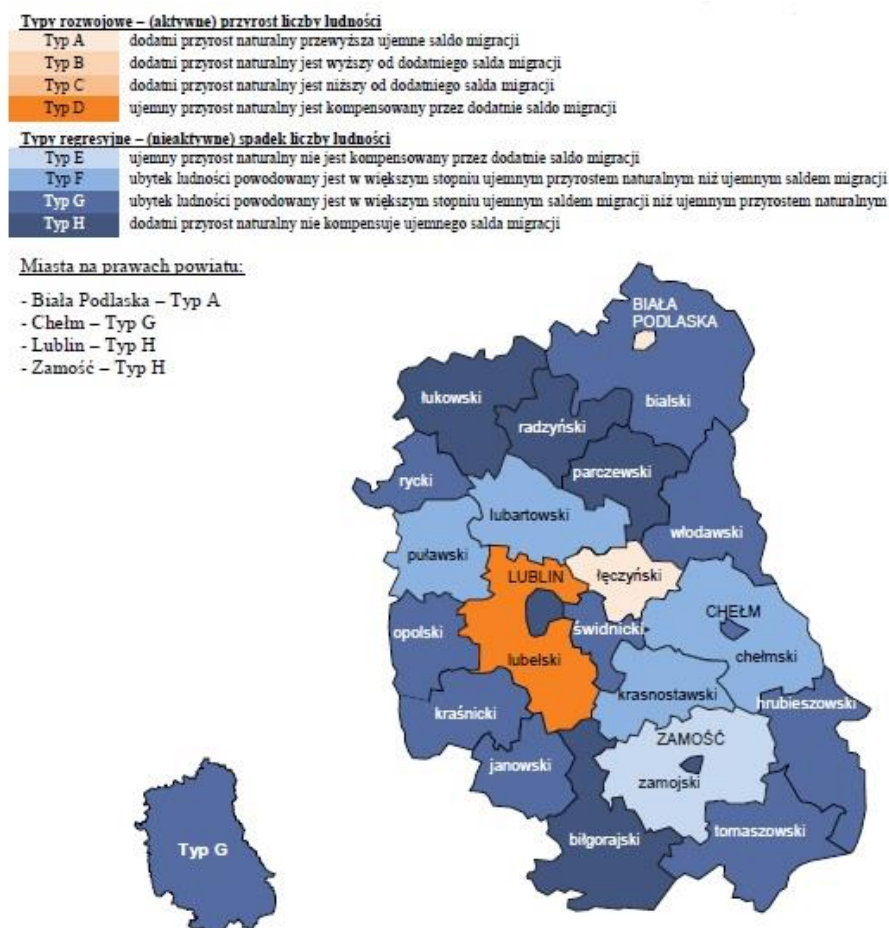 Typy rozwojowe – (aktywne) przyrost liczby ludności
Typ A dodatni przyrost naturalny przewyższa ujemne saldo migracji
Typ B dodatni przyrost naturalny jest wyższy od dodatniego salda migracji
Typ C dodatni przyrost naturalny jest niższy od dodatniego salda migracji
Typ D ujemny przyrost naturalny jest kompensowany przez dodatnie saldo migracji
Typy regresyjne – (nieaktywne) spadek liczby ludności
Typ E ujemny przyrost naturalny nie jest kompensowany przez dodatnie saldo migracji
Typ F ubytek ludności powodowany jest w większym stopniu ujemnym przyrostem naturalnym niż ujemnym saldem migracji
Typ G ubytek ludności powodowany jest w większym stopniu ujemnym saldem migracji niż ujemnym przyrostem naturalnym
Typ H dodatni przyrost naturalny nie kompensuje ujemnego salda migracji
Miasta na prawach powiatu:
- Biała Podlaska – Typ A
- Chełm – Typ G
- Lublin – Typ H
- Zamość – Typ H
BIAŁA
PODLASKA
łukowski
bialski
radzyński
parczewski
rycki
lubartowski
włodawski
puławski
LUBLIN
łęczyński
CHEŁM
opolski
świdnicki
lubelski
chełmski
krasnostawski
hrubieszowski
kraśnicki
ZAMOŚĆ
janowski
zamojski
tomaszowski
biłgorajski
Typ G